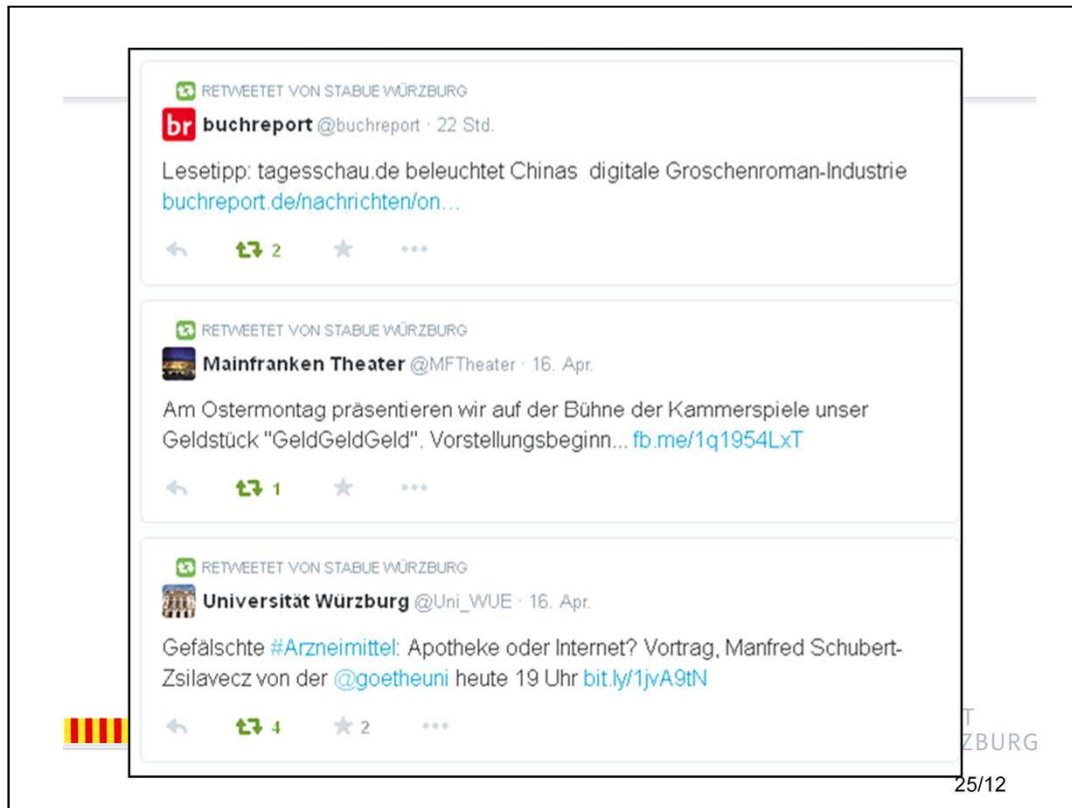 RETWEETET VON STABUE WÜRZBURG
br buchreport @buchreport · 22 Std.
Lesetipp: tagesschau.de beleuchtet Chinas digitale Groschenroman-Industrie
buchreport.de/nachrichten/on...
2
RETWEETET VON STABUE WÜRZBURG
Mainfranken Theater @MFTheater · 16. Apr.
Am Ostermontag präsentieren wir auf der Bühne der Kammerspiele unser
Geldstück "GeldGeldGeld". Vorstellungsbeginn... fb.me/1q1954LxT
1
RETWEETET VON STABUE WÜRZBURG
Universität Würzburg @Uni_WUE · 16. Apr.
Gefälschte #Arzneimittel: Apotheke oder Internet? Vortrag, Manfred Schubert-
Zsilavecz von der @goetheuni heute 19 Uhr bit.ly/1jvA9tN
4 2
T
ZBURG
25/12